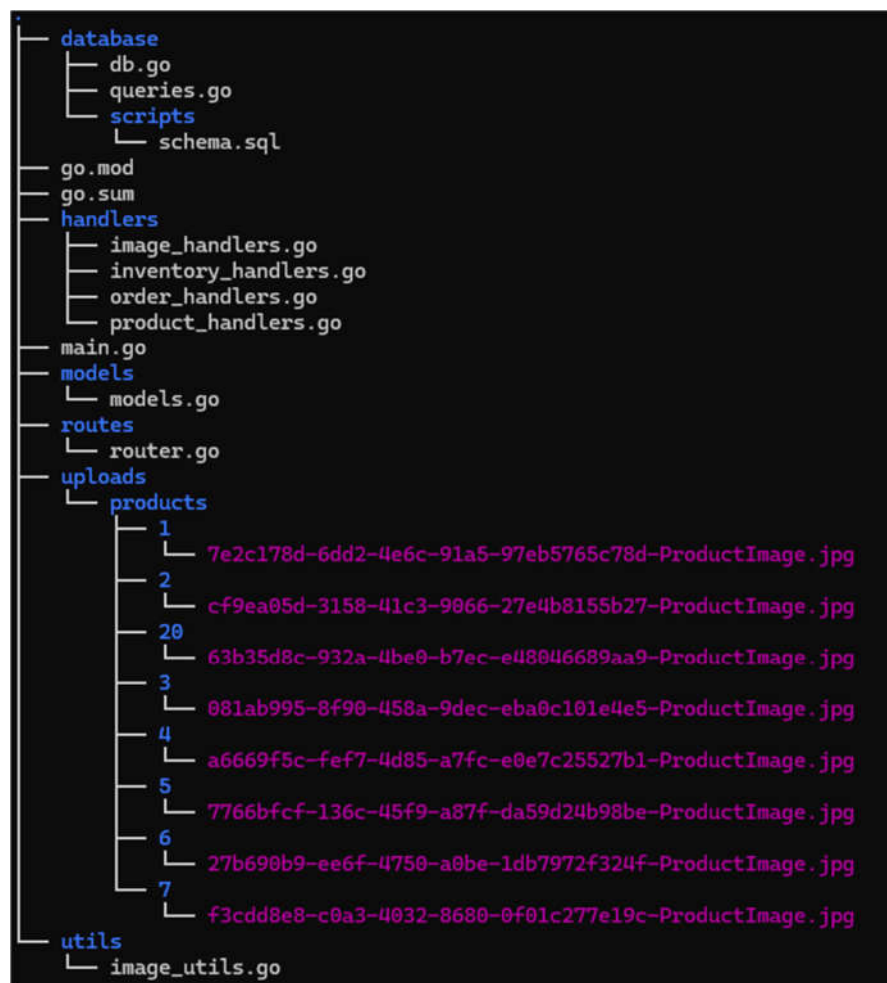 .
├── database
│   ├── db.go
│   ├── queries.go
│   └── scripts
│       └── schema.sql
├── go.mod
├── go.sum
├── handlers
│   ├── image_handlers.go
│   ├── inventory_handlers.go
│   ├── order_handlers.go
│   └── product_handlers.go
├── main.go
├── models
│   └── models.go
├── routes
│   └── router.go
├── uploads
│   └── products
│       ├── 1
│       │   └── 7e2c178d-6dd2-4e6c-91a5-97eb5765c78d-ProductImage.jpg
│       ├── 2
│       │   └── cf9ea05d-3158-41c3-9066-27e4b8155b27-ProductImage.jpg
│       ├── 20
│       │   └── 63b35d8c-932a-4be0-b7ec-e48046689aa9-ProductImage.jpg
│       ├── 3
│       │   └── 081ab995-8f90-458a-9dec-eba0c101e4e5-ProductImage.jpg
│       ├── 4
│       │   └── a6669f5c-fef7-4d85-a7fc-e0e7c25527b1-ProductImage.jpg
│       ├── 5
│       │   └── 7766bfcf-136c-45f9-a87f-da59d24b98be-ProductImage.jpg
│       ├── 6
│       │   └── 27b690b9-ee6f-4750-a0be-1db7972f324f-ProductImage.jpg
│       └── 7
│           └── f3cdd8e8-c0a3-4032-8680-0f01c277e19c-ProductImage.jpg
└── utils
    └── image_utils.go